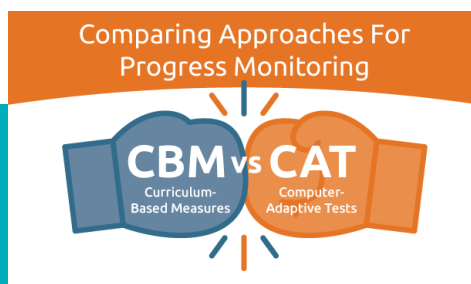 Comparing Approaches For
Progress Monitoring
CBM vs CAT
Curriculum-
Based Measures
Computer-
Adaptive Tests